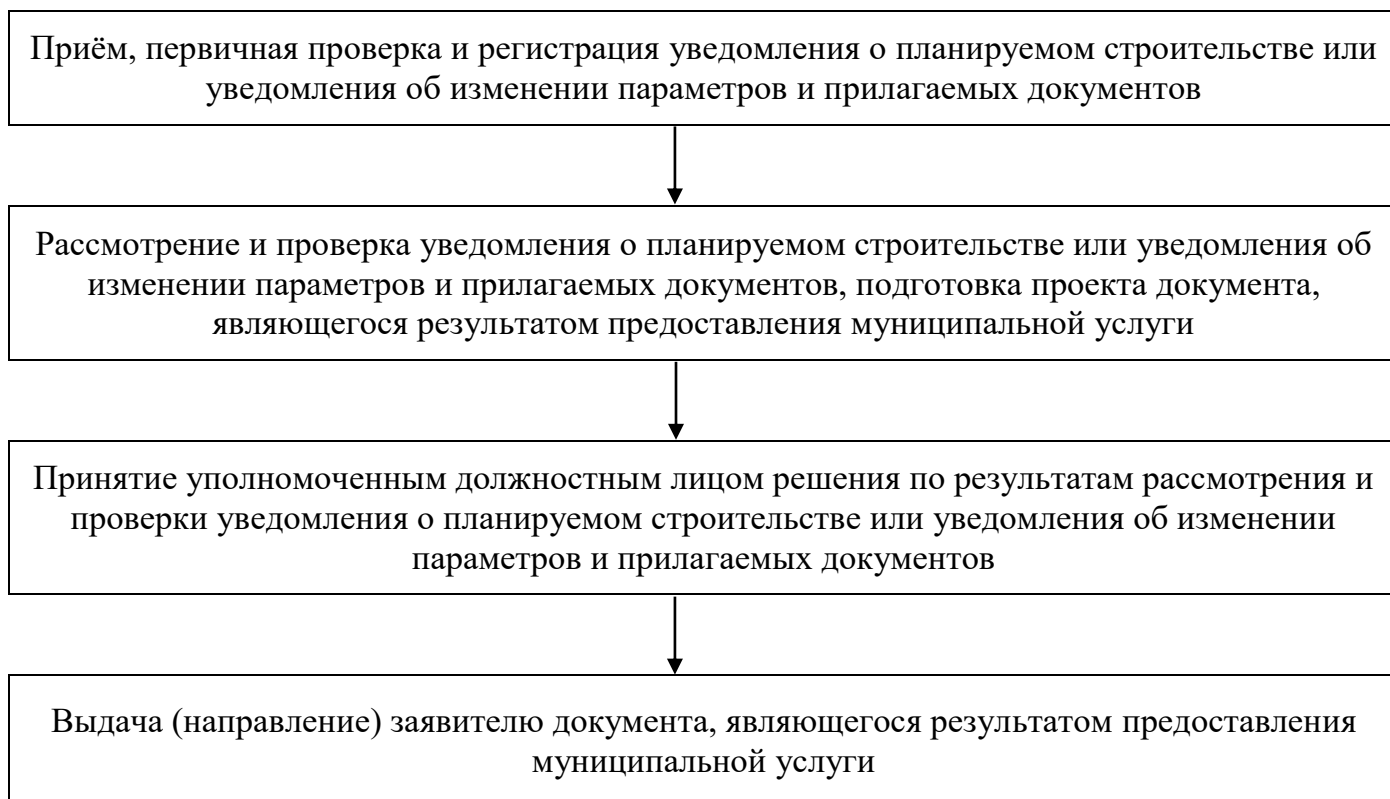 Приём, первичная проверка и регистрация уведомления о планируемом строительстве или
уведомления об изменении параметров и прилагаемых документов
Рассмотрение и проверка уведомления о планируемом строительстве или уведомления об
изменении параметров и прилагаемых документов, подготовка проекта документа,
являющегося результатом предоставления муниципальной услуги
Принятие уполномоченным должностным лицом решения по результатам рассмотрения и
проверки уведомления о планируемом строительстве или уведомления об изменении
параметров и прилагаемых документов
Выдача (направление) заявителю документа, являющегося результатом предоставления
муниципальной услуги